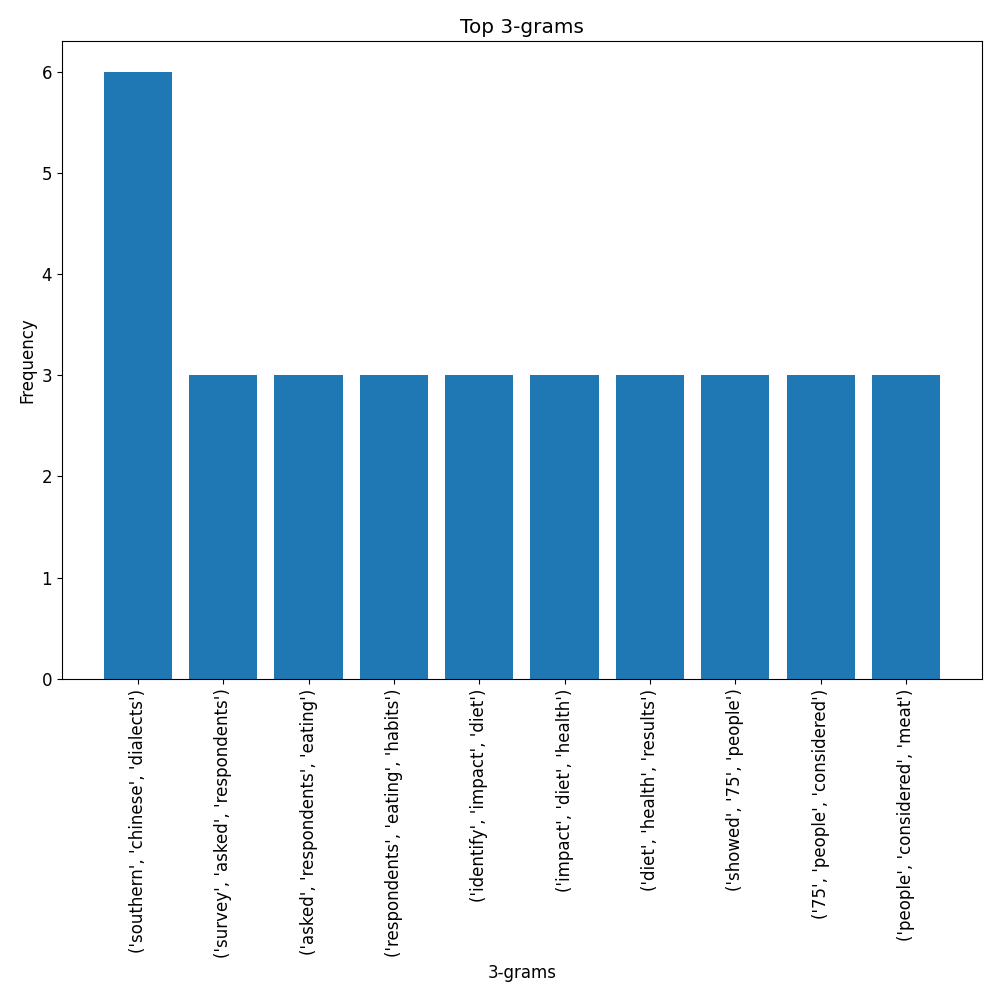 Top 3-grams
Frequency
6
5
4
3
2
1
0
('southern', 'chinese', 'dialects')
('survey', 'asked', 'respondents')
('asked', 'respondents', 'eating')
('respondents', 'eating', 'habits')
('identify', 'impact', 'diet')
('impact', 'diet', 'health')
('diet', 'health', 'results')
('showed', '75', 'people')
('75', 'people', 'considered')
('people', 'considered', 'meat')
3-grams